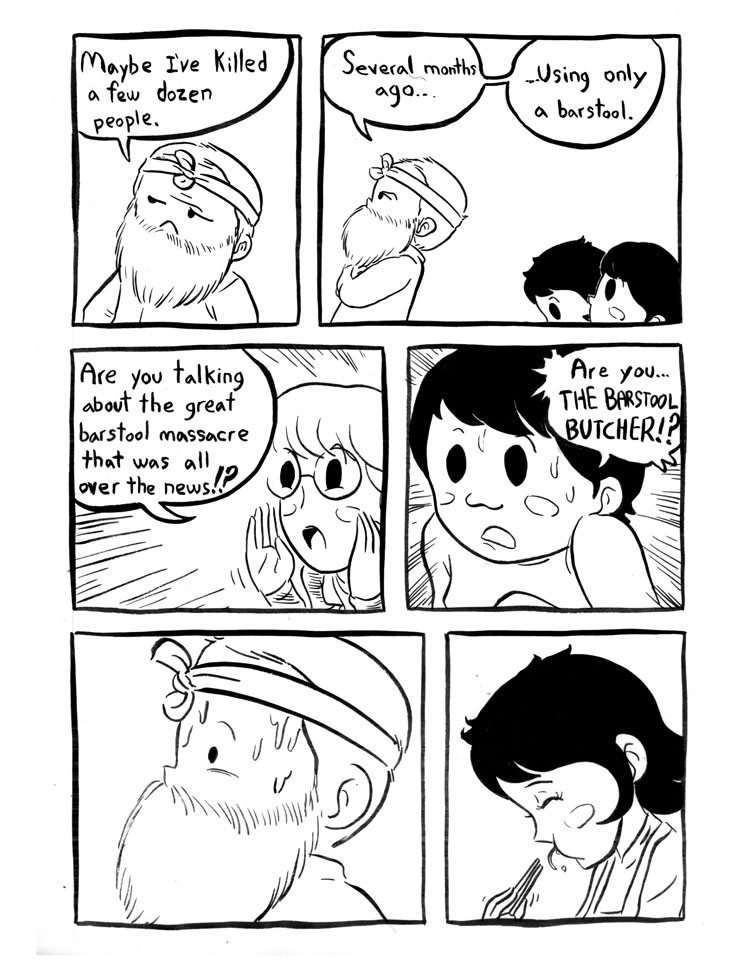 Maybe I've Killed
a few dozen
people.
Several months
ago...
...Using only
a barstool.
Are you talking
about the great
barstool massacre
that was all
over the news!!?
Are you...
THE BARSTOOL
BUTCHER!?